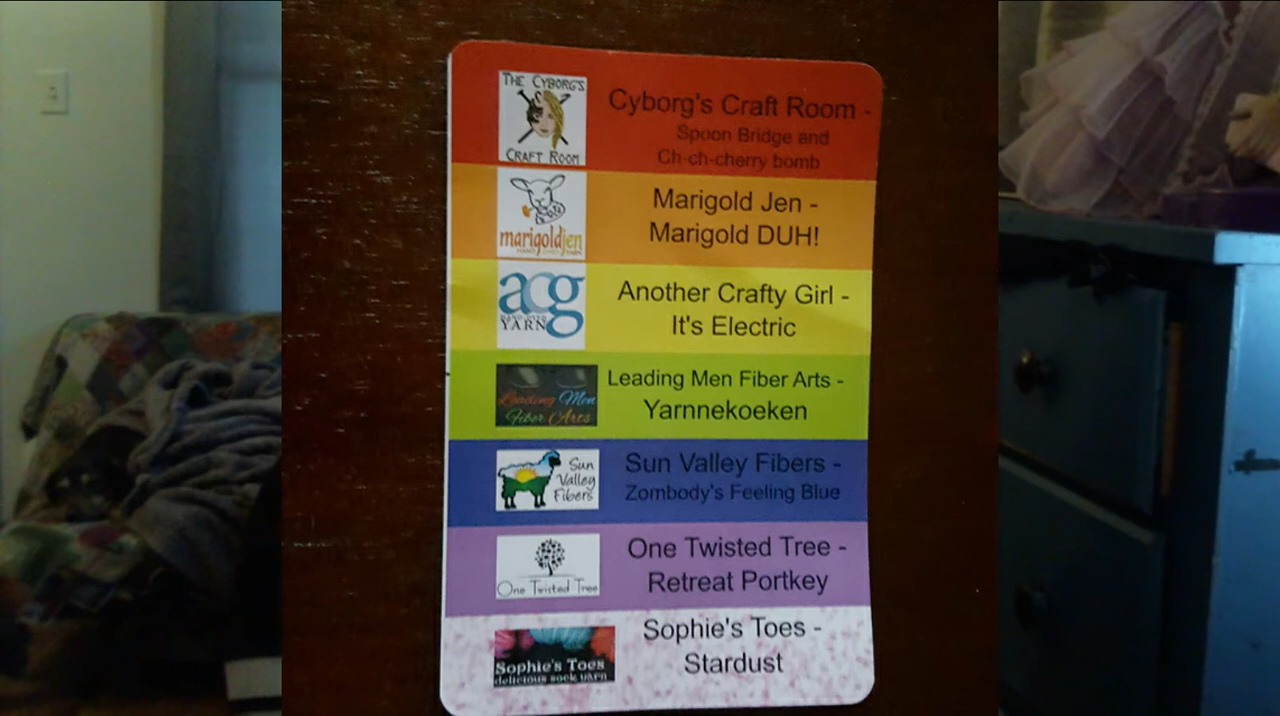 THE CYBORG'S
CRAFT ROOM
Cyborg's Craft Room -
Spoon Bridge and
Ch-ch-cherry bomb
marigoldjen
Marigold Jen -
Marigold DUH!
acg
YARN
Another Crafty Girl -
It's Electric
Leading Men
Fiber Arts
Leading Men Fiber Arts -
Yarnnekoeken
Sun
Valley
Fibers
Sun Valley Fibers -
Zombody's Feeling Blue
One Twisted Tree
One Twisted Tree -
Retreat Portkey
Sophie's Toes
delicious sock yarn
Sophie's Toes -
Stardust